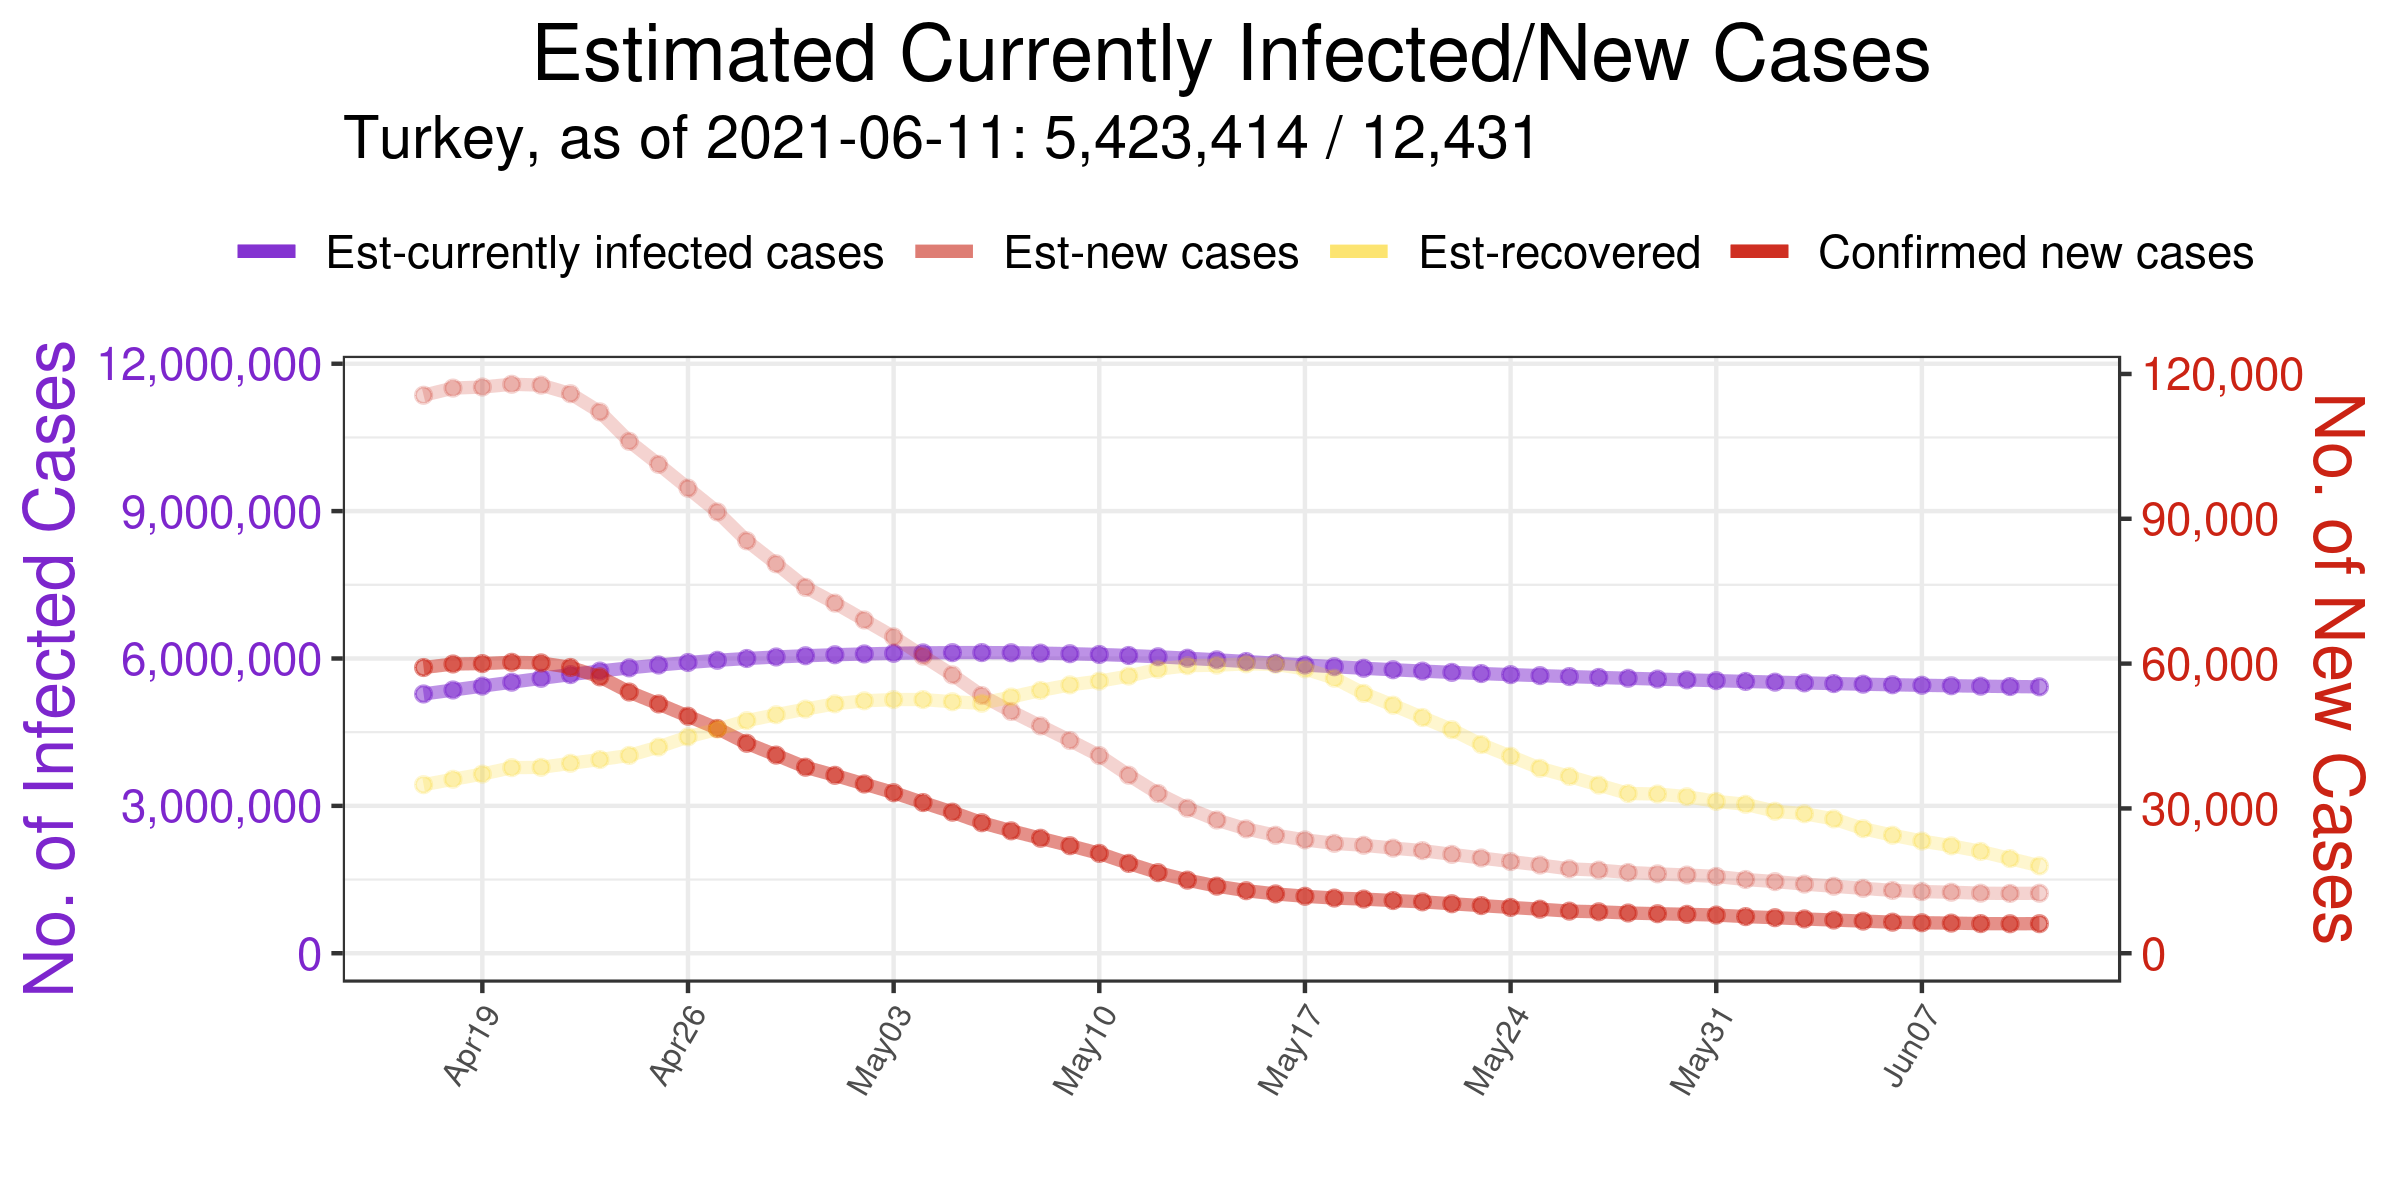 Estimated Currently Infected/New Cases
Turkey, as of 2021-06-11: 5,423,414 / 12,431
Est-currently infected cases Est-new cases Est-recovered Confirmed new cases
No. of Infected Cases
12,000,000
9,000,000
6,000,000
3,000,000
0
120,000
90,000
60,000
30,000
0
No. of New Cases
Apr19 Apr26 May03 May10 May17 May24 May31 Jun07